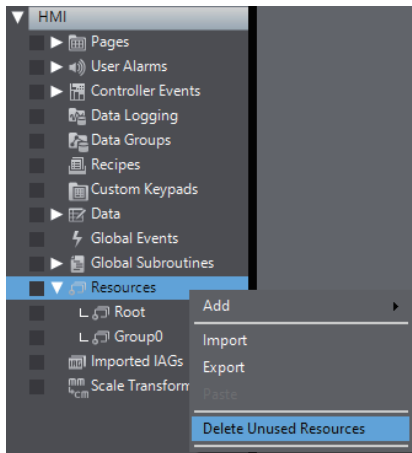 HMI
Pages
User Alarms
Controller Events
Data Logging
Data Groups
Recipes
Custom Keypads
Data
Global Events
Global Subroutines
Resources
Root
Group0
Imported IAGs
Scale Transform
Add
Import
Export
Paste
Delete Unused Resources